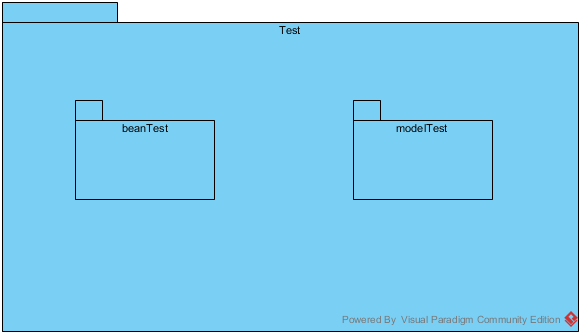 Test
beanTest
modelTest
Powered By Visual Paradigm Community Edition